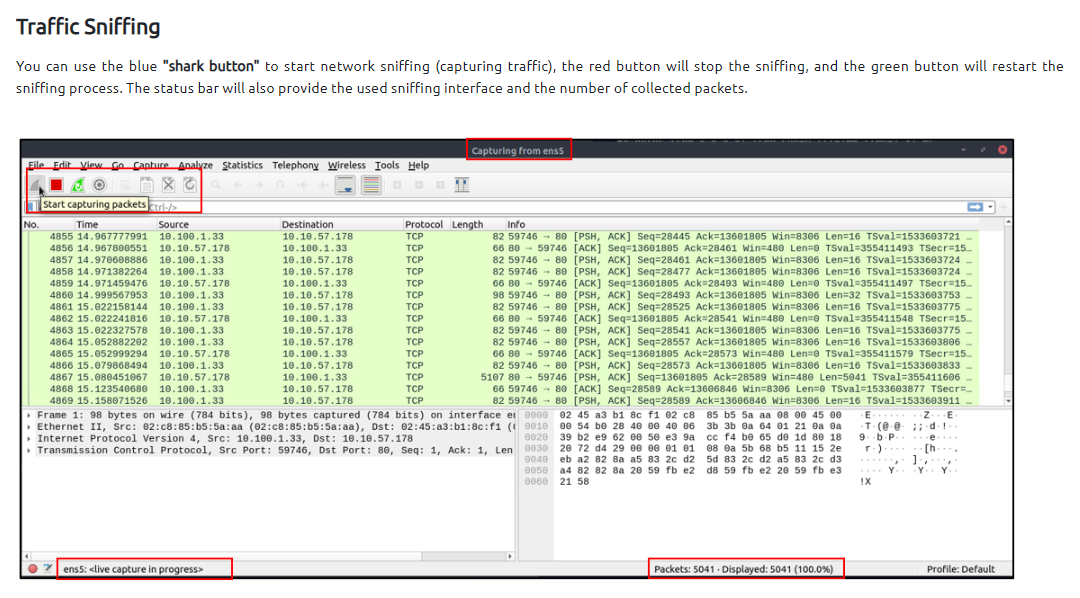 Traffic Sniffing
You can use the blue "shark button" to start network sniffing (capturing traffic), the red button will stop the sniffing, and the green button will restart the
sniffing process. The status bar will also provide the used sniffing interface and the number of collected packets.
Capturing from ens5
File Edit View Go Capture Analyze Statistics Telephony Wireless Tools Help
Start capturing packets Ctrl-/>
No. Time Source Destination Protocol Length Info
4855 14.967777991 10.100.1.33 10.10.57.178 TCP 82 59746 → 80 [PSH, ACK] Seq=28445 Ack=13601805 Win=8306 Len=16 TSval=1533603721 …
4856 14.967800551 10.10.57.178 10.100.1.33 TCP 66 80 → 59746 [ACK] Seq=13601805 Ack=28461 Win=480 Len=0 TSval=355411493 TSecr=15…
4857 14.970608886 10.100.1.33 10.10.57.178 TCP 82 59746 → 80 [PSH, ACK] Seq=28461 Ack=13601805 Win=8306 Len=16 TSval=1533603724 …
4858 14.971382264 10.100.1.33 10.10.57.178 TCP 82 59746 → 80 [PSH, ACK] Seq=28477 Ack=13601805 Win=8306 Len=16 TSval=1533603724 …
4859 14.971459476 10.10.57.178 10.100.1.33 TCP 66 80 → 59746 [ACK] Seq=13601805 Ack=28493 Win=480 Len=0 TSval=355411497 TSecr=15…
4860 14.999567953 10.100.1.33 10.10.57.178 TCP 98 59746 → 80 [PSH, ACK] Seq=28493 Ack=13601805 Win=8306 Len=32 TSval=1533603753 …
4861 15.022158144 10.100.1.33 10.10.57.178 TCP 82 59746 → 80 [PSH, ACK] Seq=28525 Ack=13601805 Win=8306 Len=16 TSval=1533603775 …
4862 15.022241816 10.10.57.178 10.100.1.33 TCP 66 80 → 59746 [ACK] Seq=13601805 Ack=28541 Win=480 Len=0 TSval=355411548 TSecr=15…
4863 15.022327578 10.100.1.33 10.10.57.178 TCP 82 59746 → 80 [PSH, ACK] Seq=28541 Ack=13601805 Win=8306 Len=16 TSval=1533603775 …
4864 15.052882202 10.100.1.33 10.10.57.178 TCP 82 59746 → 80 [PSH, ACK] Seq=28557 Ack=13601805 Win=8306 Len=16 TSval=1533603806 …
4865 15.052999294 10.10.57.178 10.100.1.33 TCP 66 80 → 59746 [ACK] Seq=13601805 Ack=28573 Win=480 Len=0 TSval=355411579 TSecr=15…
4866 15.079868494 10.100.1.33 10.10.57.178 TCP 82 59746 → 80 [PSH, ACK] Seq=28573 Ack=13601805 Win=8306 Len=16 TSval=1533603833 …
4867 15.080451067 10.10.57.178 10.100.1.33 TCP 5107 80 → 59746 [PSH, ACK] Seq=13601805 Ack=28589 Win=480 Len=5041 TSval=355411606 …
4868 15.123540680 10.100.1.33 10.10.57.178 TCP 66 59746 → 80 [ACK] Seq=28589 Ack=13606846 Win=8306 Len=0 TSval=1533603877 TSecr=…
4869 15.158071526 10.100.1.33 10.10.57.178 TCP 82 59746 → 80 [PSH, ACK] Seq=28589 Ack=13606846 Win=8306 Len=16 TSval=1533603911 …
Frame 1: 98 bytes on wire (784 bits), 98 bytes captured (784 bits) on interface e
Ethernet II, Src: 02:c8:85:b5:5a:aa (02:c8:85:b5:5a:aa), Dst: 02:45:a3:b1:8c:f1 (
Internet Protocol Version 4, Src: 10.100.1.33, Dst: 10.10.57.178
Transmission Control Protocol, Src Port: 59746, Dst Port: 80, Seq: 1, Ack: 1, Len
0000 02 45 a3 b1 8c f1 02 c8 85 b5 5a aa 08 00 45 00 ·E······ ··Z···E·
0010 00 54 b0 28 40 00 40 06 3b 3b 0a 64 01 21 0a 0a ·T·(@·@· ;;·d·!··
0020 39 b2 e9 62 00 50 e3 9a cc f4 b0 65 d0 1d 80 18 9··b·P·· ···e····
0030 20 72 d4 29 00 00 01 01 08 0a 5b 68 b5 11 15 2e r·)···· ··[h···.
0040 eb a2 82 8a a5 83 2c d2 5d 83 2c d2 a5 83 2c d3 ······,· ]·,···,·
0050 a4 82 82 8a 20 59 fb e2 d8 59 fe e2 20 59 fb e3 ···· Y·· ·Y·· Y··
0060 21 58 !X
ens5: <live capture in progress> Packets: 5041 · Displayed: 5041 (100.0%) Profile: Default